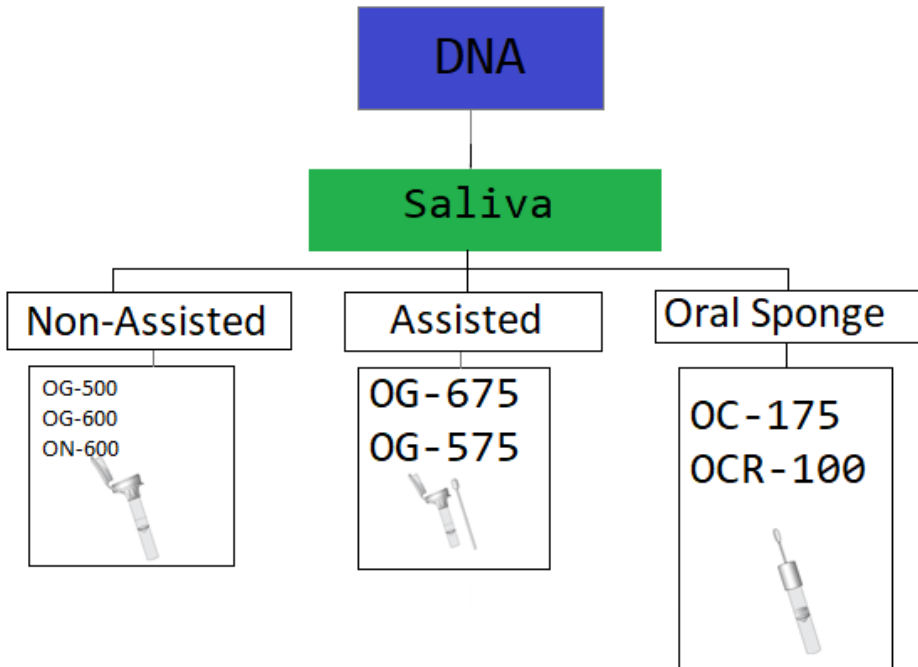 DNA
Saliva
Non-Assisted
Assisted
Oral Sponge
OG-500
OG-600
ON-600
OG-675
OG-575
OC-175
OCR-100